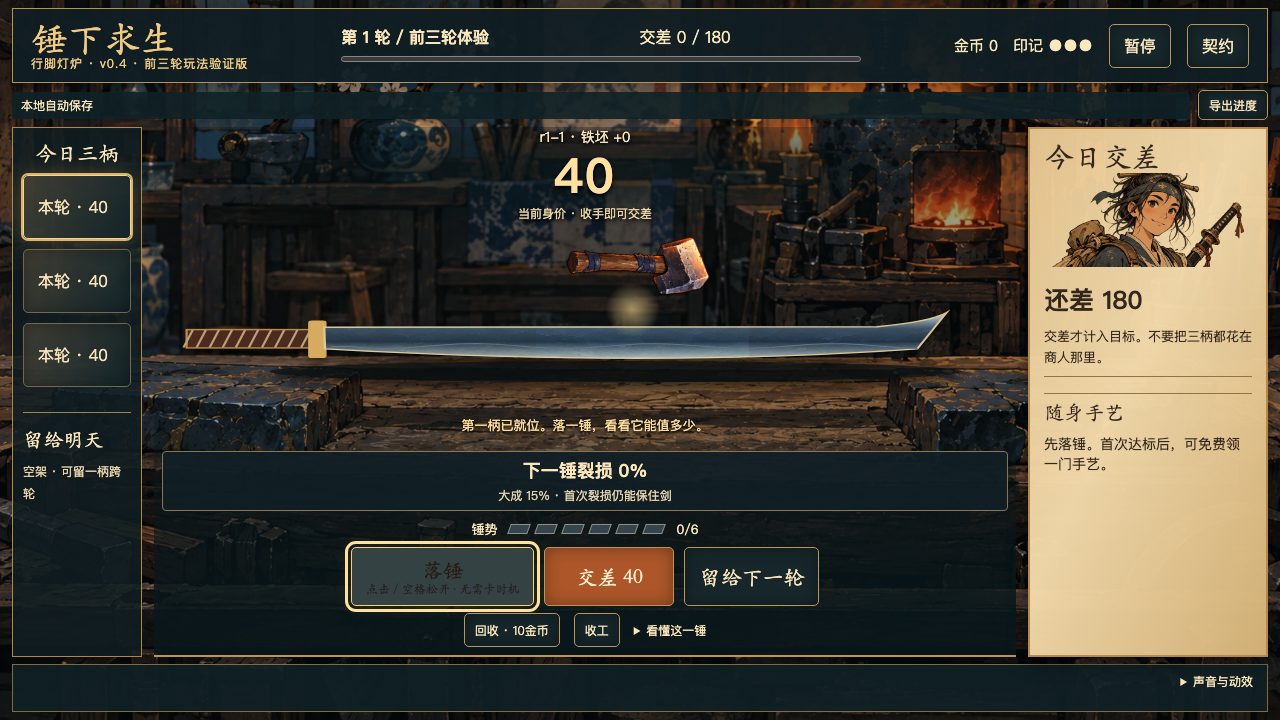 锤下求生
行脚灯炉 · v0.4 · 前三轮玩法验证版
第 1 轮 / 前三轮体验
交差 0 / 180
金币 0
印记
暂停
契约
本地自动保存
导出进度
今日三柄
本轮 · 40
本轮 · 40
本轮 · 40
留给明天
空架 · 可留一柄跨
轮
r1–1 · 铁坯 +0
40
当前身价 · 收手即可交差
第一柄已就位。落一锤，看看它能值多少。
下一锤裂损 0%
大成 15% · 首次裂损仍能保住剑
锤势
0/6
落锤
点击 / 空格松开 · 无需卡时机
交差 40
留给下一轮
回收 · 10金币
收工
看懂这一锤
今日交差
还差 180
交差才计入目标。不要把三柄都花在
商人那里。
随身手艺
先落锤。首次达标后，可免费领
一门手艺。
声音与动效